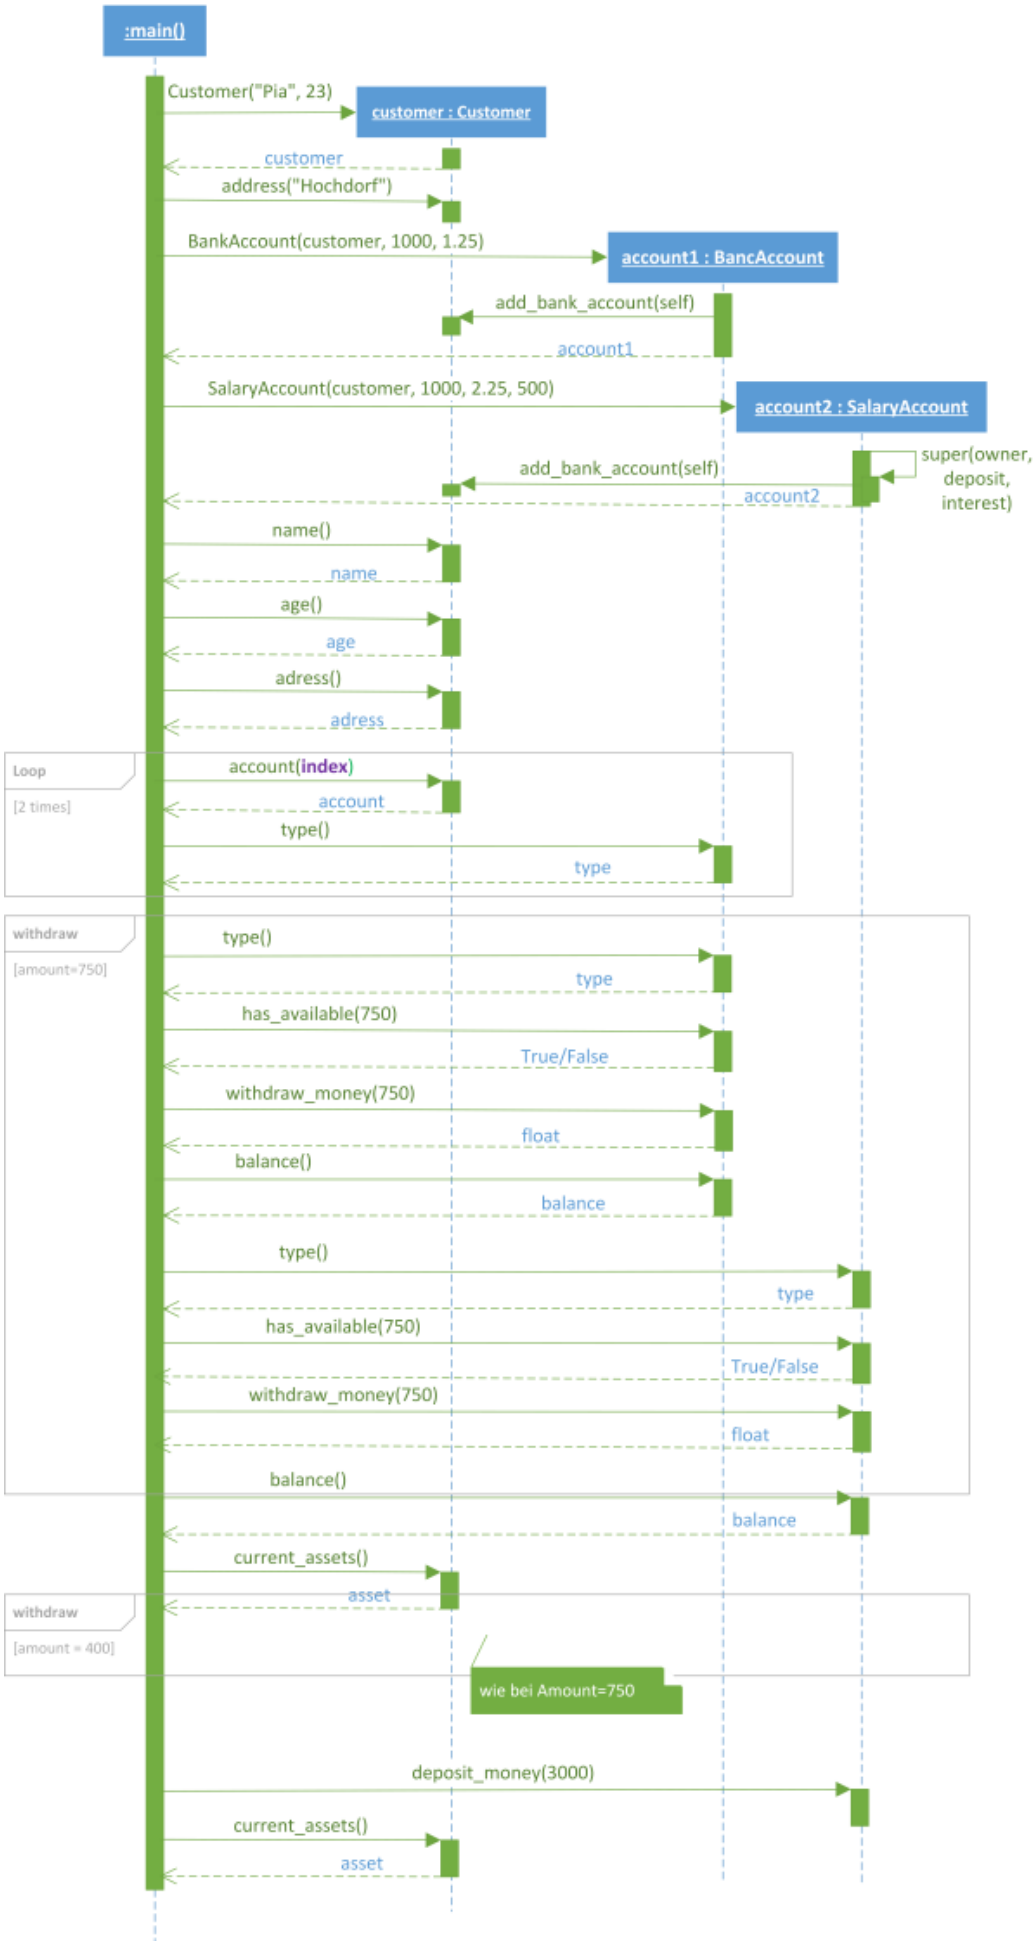 :main()
Customer("Pia", 23)
customer : Customer
customer
address("Hochdorf")
BankAccount(customer, 1000, 1.25)
account1 : BancAccount
add_bank_account(self)
account1
SalaryAccount(customer, 1000, 2.25, 500)
account2 : SalaryAccount
super(owner,
deposit,
interest)
add_bank_account(self)
account2
name()
name
age()
age
adress()
adress
Loop
[2 times]
account(index)
account
type()
type
withdraw
[amount=750]
type()
type
has_available(750)
True/False
withdraw_money(750)
float
balance()
balance
type()
type
has_available(750)
True/False
withdraw_money(750)
float
balance()
balance
current_assets()
asset
withdraw
[amount = 400]
wie bei Amount=750
deposit_money(3000)
current_assets()
asset